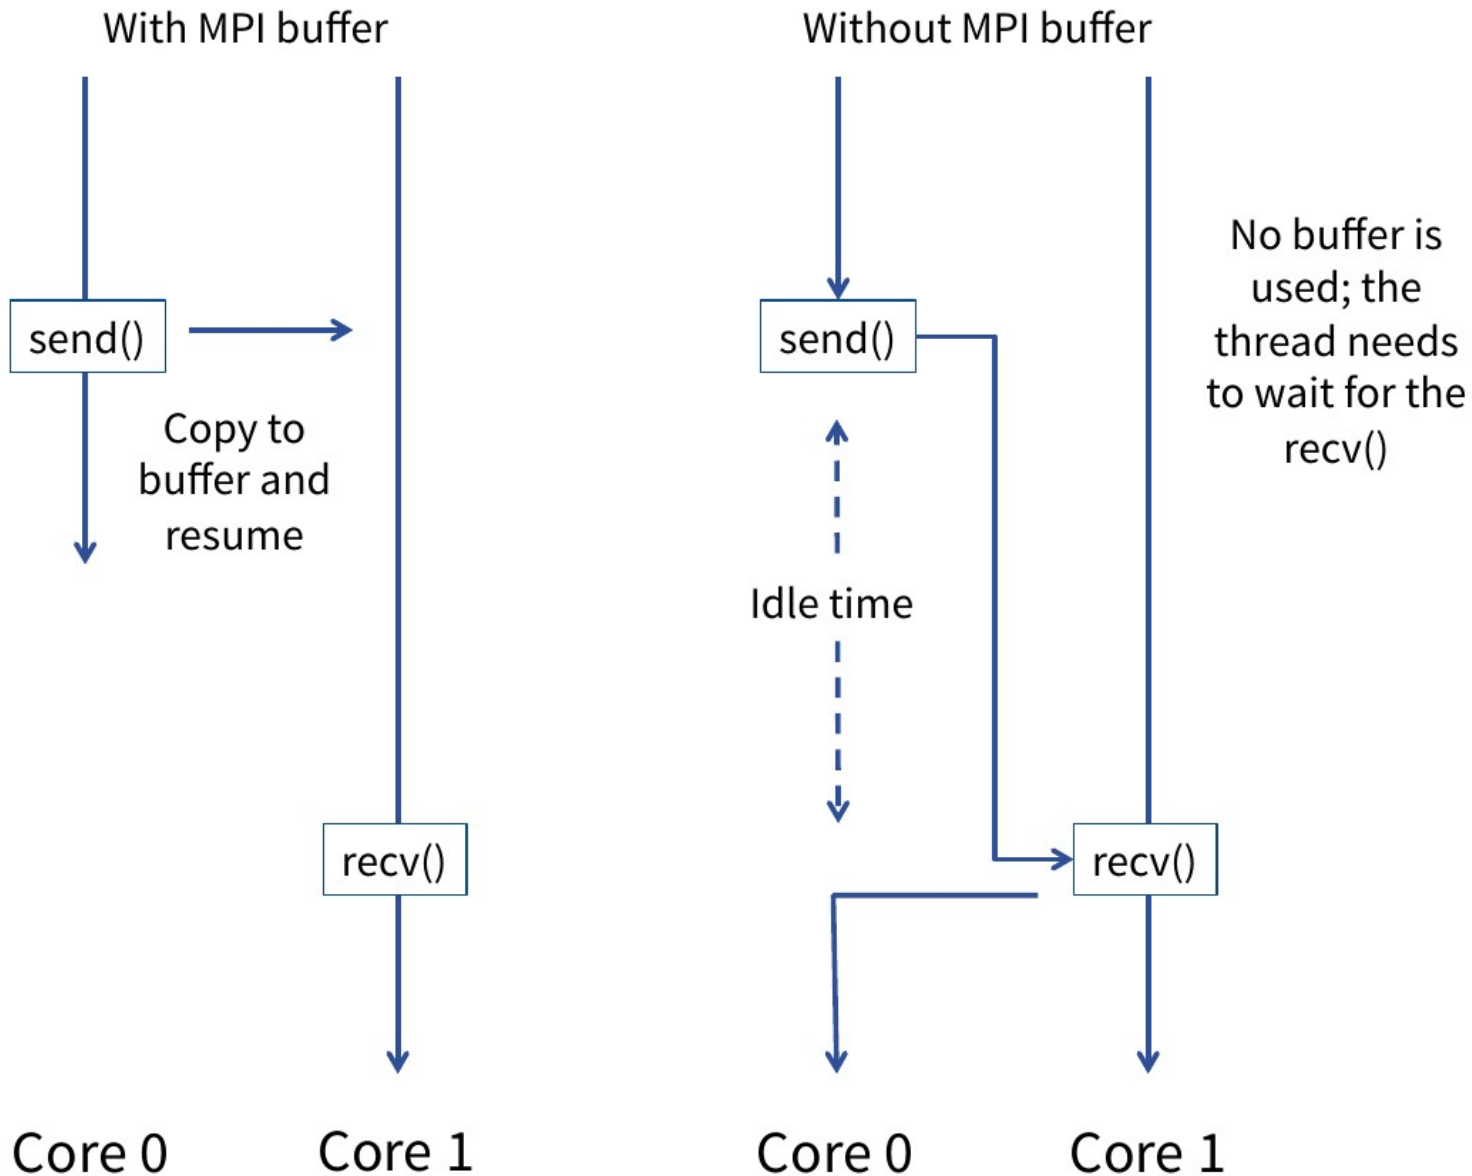 With MPI buffer
send()
Copy to
buffer and
resume
recv()
Core 0
Core 1
Without MPI buffer
send()
Idle time
recv()
No buffer is
used; the
thread needs
to wait for the
recv()
Core 0
Core 1